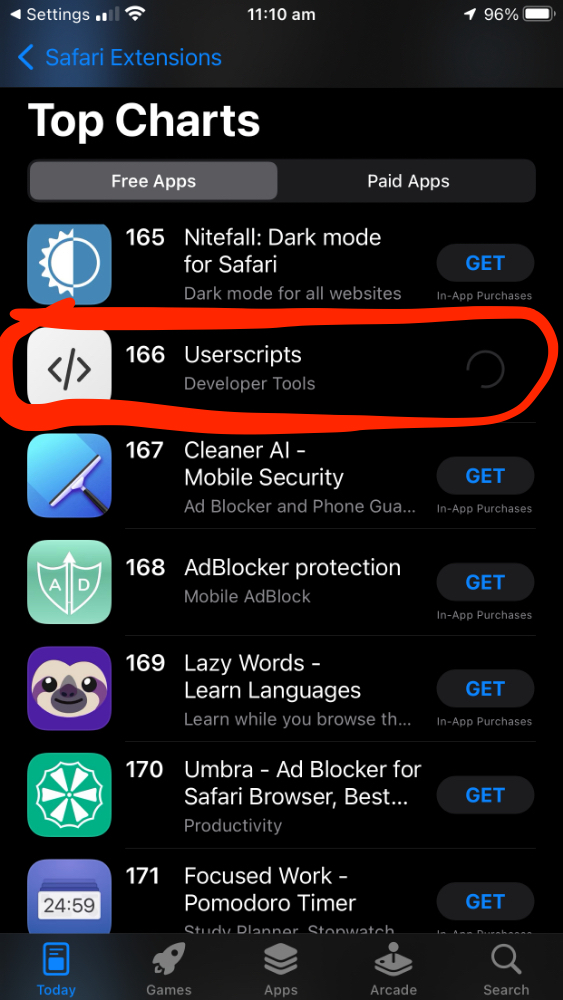 Settings
11:10 am
96%
Safari Extensions
Top Charts
Free Apps
Paid Apps
165 Nitefall: Dark mode
for Safari
GET
Dark mode for all websites
In-App Purchases
</>
166 Userscripts
Developer Tools
167 Cleaner AI -
Mobile Security
GET
Ad Blocker and Phone Gua...
In-App Purchases
A D
168 AdBlocker protection
Mobile AdBlock
GET
In-App Purchases
169 Lazy Words -
Learn Languages
GET
Learn while you browse th...
In-App Purchases
170 Umbra - Ad Blocker for
Safari Browser, Best...
GET
Productivity
24:59
171 Focused Work -
Pomodoro Timer
GET
Study Planner, Stopwatch
In-App Purchases
Today
Games
Apps
Arcade
Search